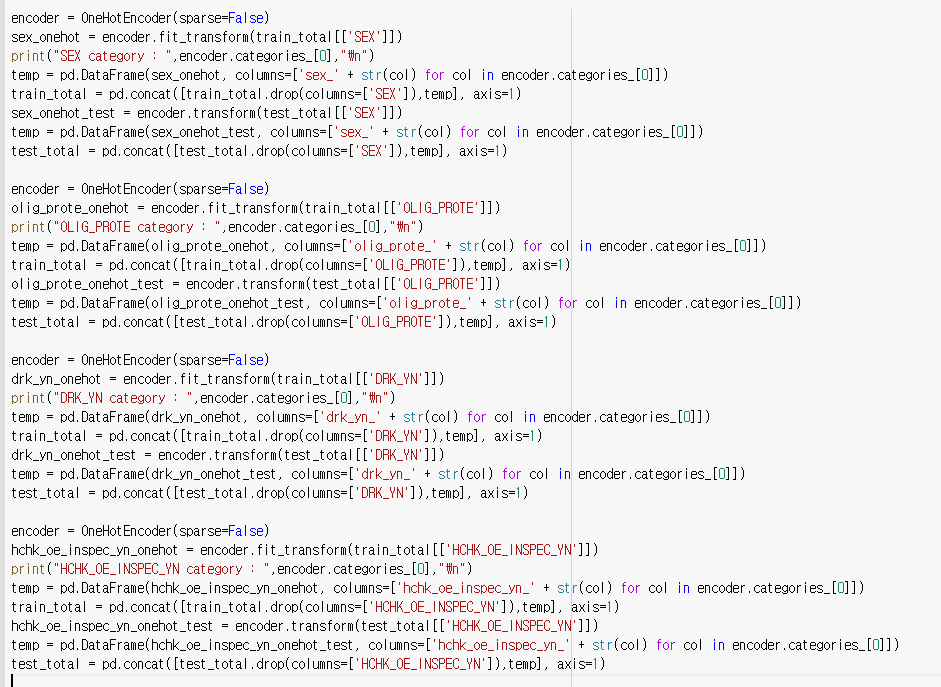 encoder = OneHotEncoder(sparse=False)
sex_onehot = encoder.fit_transform(train_total[['SEX']])
print("SEX category : ",encoder.categories_[0],"₩n")
temp = pd.DataFrame(sex_onehot, columns=['sex_' + str(col) for col in encoder.categories_[0]])
train_total = pd.concat([train_total.drop(columns=['SEX']),temp], axis=1)
sex_onehot_test = encoder.transform(test_total[['SEX']])
temp = pd.DataFrame(sex_onehot_test, columns=['sex_' + str(col) for col in encoder.categories_[0]])
test_total = pd.concat([test_total.drop(columns=['SEX']),temp], axis=1)

encoder = OneHotEncoder(sparse=False)
olig_prote_onehot = encoder.fit_transform(train_total[['OLIG_PROTE']])
print("OLIG_PROTE category : ",encoder.categories_[0],"₩n")
temp = pd.DataFrame(olig_prote_onehot, columns=['olig_prote_' + str(col) for col in encoder.categories_[0]])
train_total = pd.concat([train_total.drop(columns=['OLIG_PROTE']),temp], axis=1)
olig_prote_onehot_test = encoder.transform(test_total[['OLIG_PROTE']])
temp = pd.DataFrame(olig_prote_onehot_test, columns=['olig_prote_' + str(col) for col in encoder.categories_[0]])
test_total = pd.concat([test_total.drop(columns=['OLIG_PROTE']),temp], axis=1)

encoder = OneHotEncoder(sparse=False)
drk_yn_onehot = encoder.fit_transform(train_total[['DRK_YN']])
print("DRK_YN category : ",encoder.categories_[0],"₩n")
temp = pd.DataFrame(drk_yn_onehot, columns=['drk_yn_' + str(col) for col in encoder.categories_[0]])
train_total = pd.concat([train_total.drop(columns=['DRK_YN']),temp], axis=1)
drk_yn_onehot_test = encoder.transform(test_total[['DRK_YN']])
temp = pd.DataFrame(drk_yn_onehot_test, columns=['drk_yn_' + str(col) for col in encoder.categories_[0]])
test_total = pd.concat([test_total.drop(columns=['DRK_YN']),temp], axis=1)

encoder = OneHotEncoder(sparse=False)
hchk_oe_inspec_yn_onehot = encoder.fit_transform(train_total[['HCHK_OE_INSPEC_YN']])
print("HCHK_OE_INSPEC_YN category : ",encoder.categories_[0],"₩n")
temp = pd.DataFrame(hchk_oe_inspec_yn_onehot, columns=['hchk_oe_inspec_yn_' + str(col) for col in encoder.categories_[0]])
train_total = pd.concat([train_total.drop(columns=['HCHK_OE_INSPEC_YN']),temp], axis=1)
hchk_oe_inspec_yn_onehot_test = encoder.transform(test_total[['HCHK_OE_INSPEC_YN']])
temp = pd.DataFrame(hchk_oe_inspec_yn_onehot_test, columns=['hchk_oe_inspec_yn_' + str(col) for col in encoder.categories_[0]])
test_total = pd.concat([test_total.drop(columns=['HCHK_OE_INSPEC_YN']),temp], axis=1)